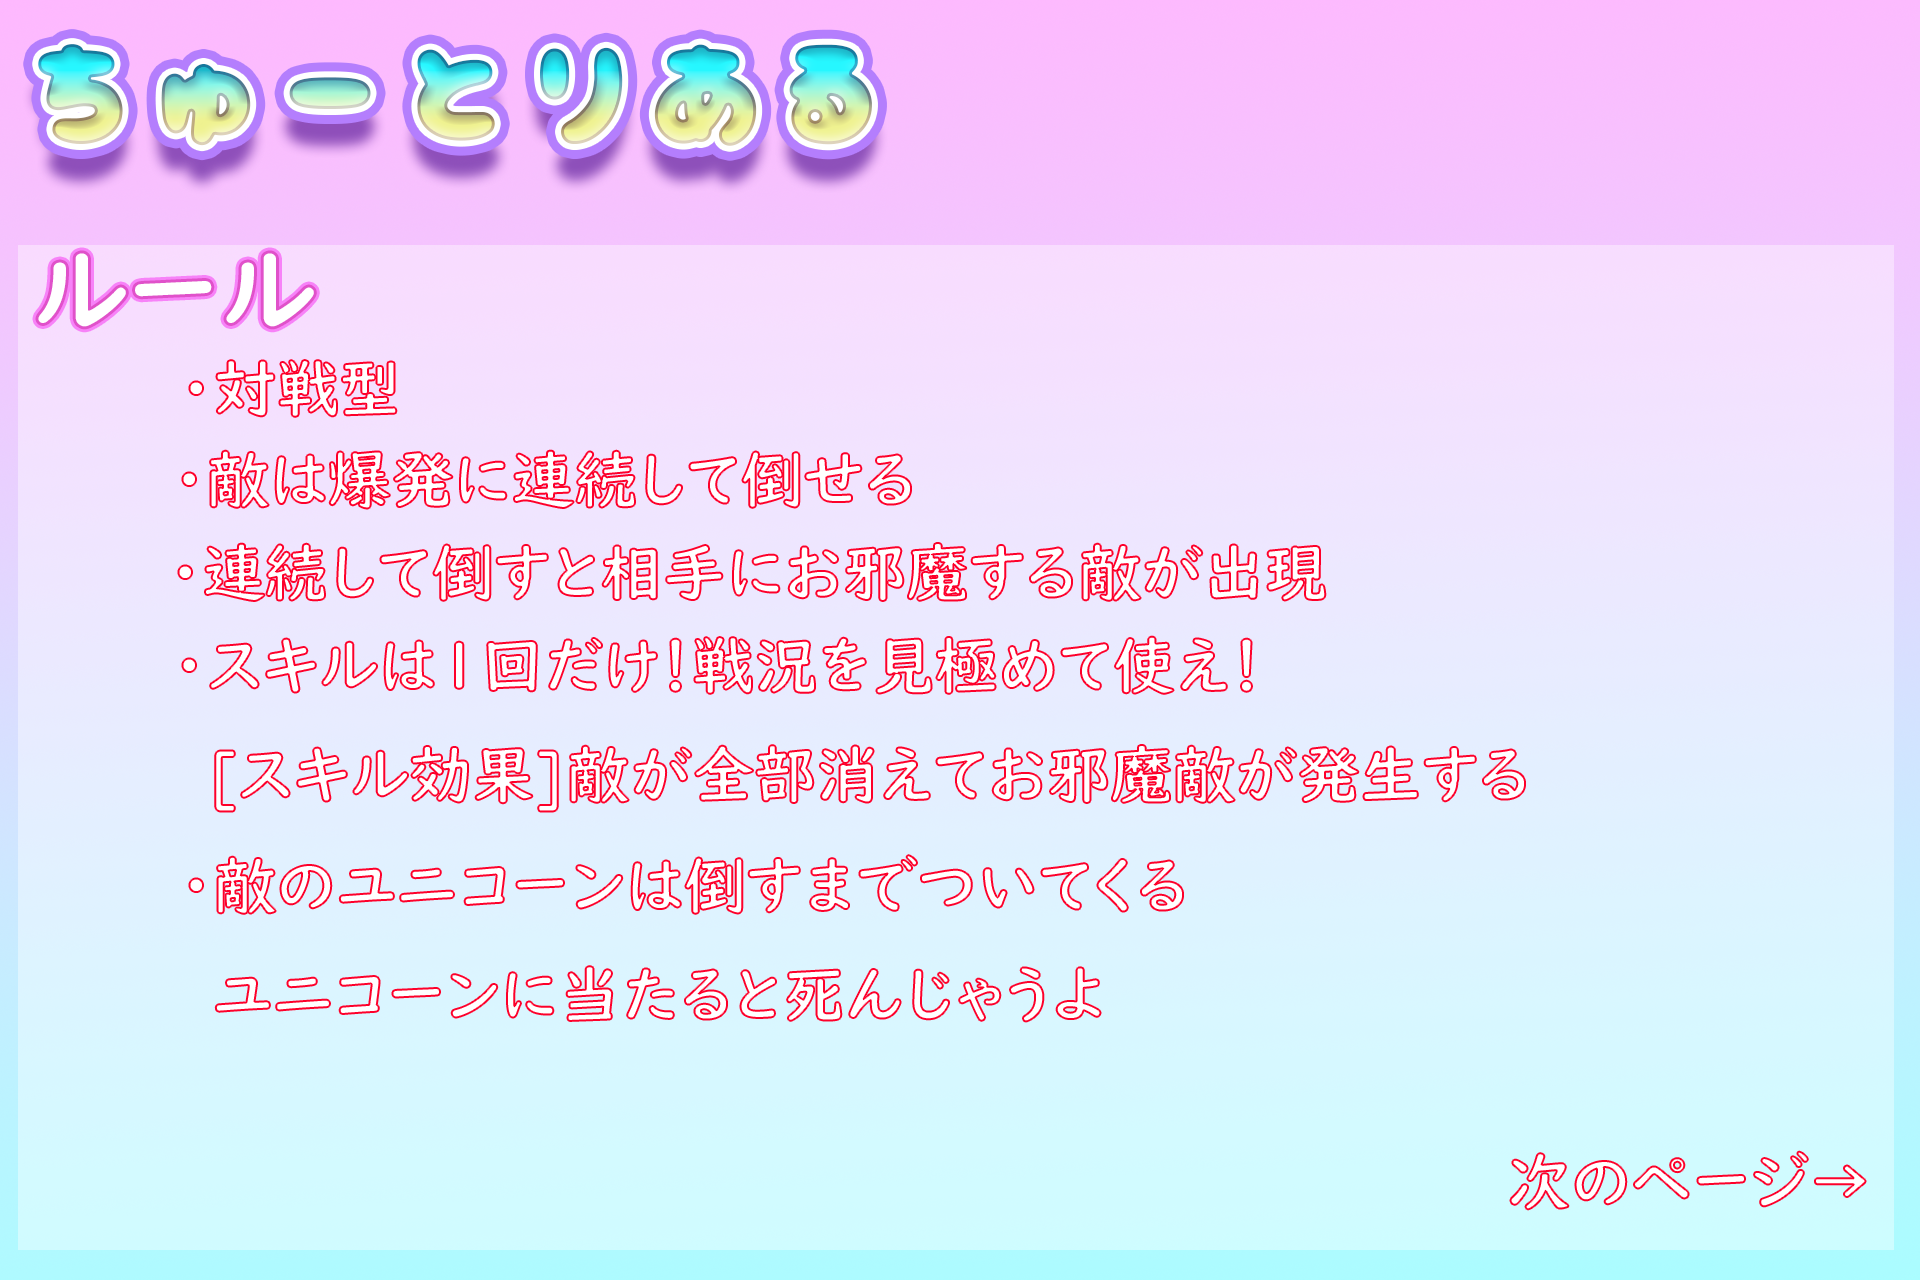 ちゅーとりある
ルール
・対戦型
・敵は爆発に連続して倒せる
・連続して倒すと相手にお邪魔する敵が出現
・スキルは1回だけ!戦況を見極めて使え!
[スキル効果]敵が全部消えてお邪魔敵が発生する
・敵のユニコーンは倒すまでついてくる
ユニコーンに当たると死んじゃうよ
次のページ→